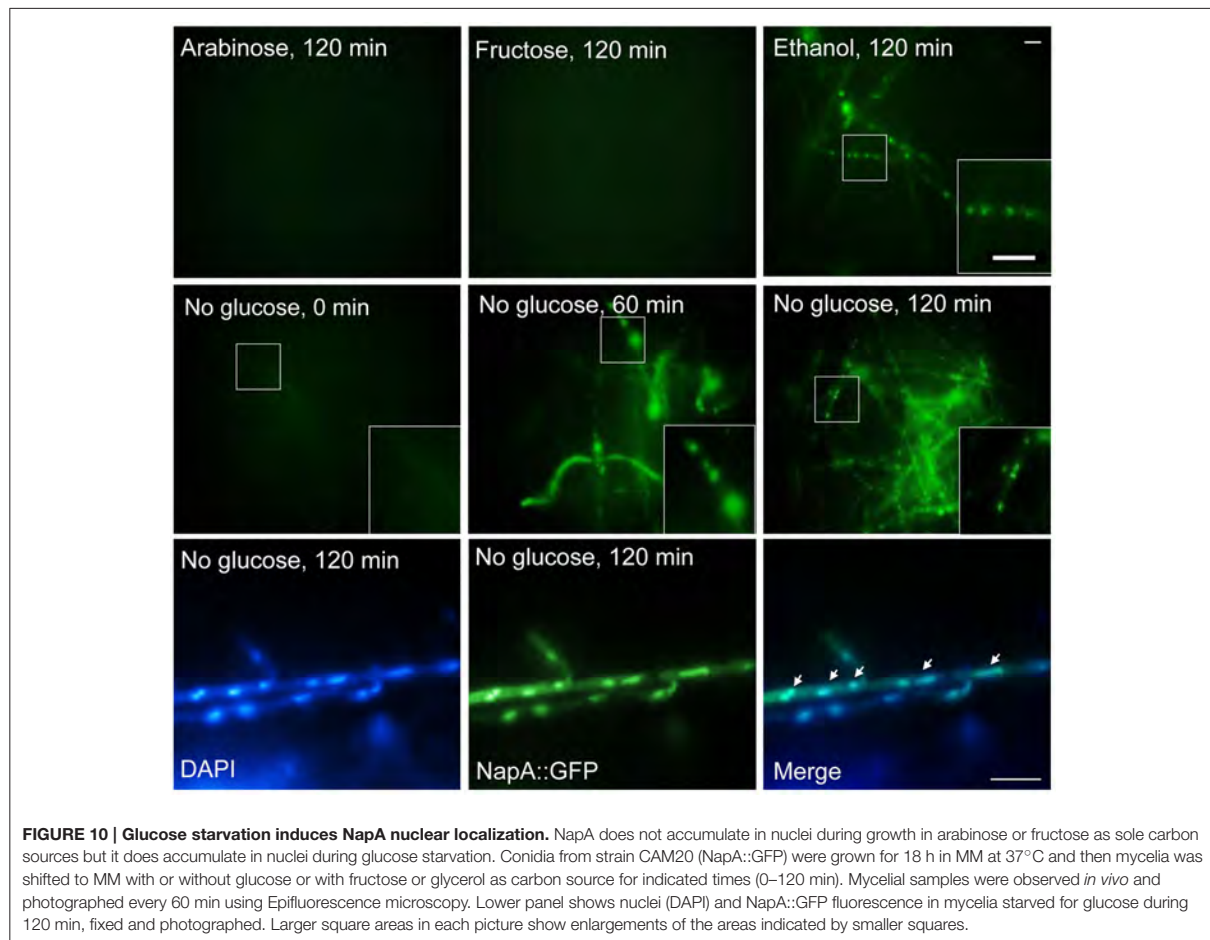 Arabinose, 120 min
Fructose, 120 min
Ethanol, 120 min
No glucose, 0 min
No glucose, 60 min
No glucose, 120 min
No glucose, 120 min
DAPI
No glucose, 120 min
NapA::GFP
Merge
FIGURE 10 | Glucose starvation induces NapA nuclear localization. NapA does not accumulate in nuclei during growth in arabinose or fructose as sole carbon
sources but it does accumulate in nuclei during glucose starvation. Conidia from strain CAM20 (NapA::GFP) were grown for 18 h in MM at 37°C and then mycelia was
shifted to MM with or without glucose or with fructose or glycerol as carbon source for indicated times (0–120 min). Mycelial samples were observed in vivo and
photographed every 60 min using Epifluorescence microscopy. Lower panel shows nuclei (DAPI) and NapA::GFP fluorescence in mycelia starved for glucose during
120 min, fixed and photographed. Larger square areas in each picture show enlargements of the areas indicated by smaller squares.